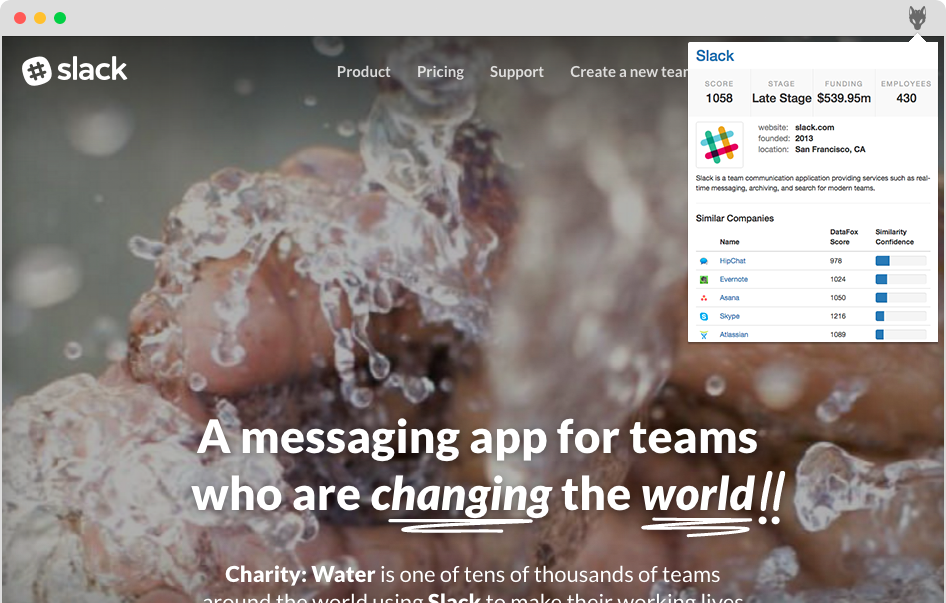 slack
Product Pricing Support Create a new team
Slack
SCORE STAGE FUNDING EMPLOYEES
1058 Late Stage $539.95m 430
website: slack.com
founded: 2013
location: San Francisco, CA
Slack is a team communication application providing services such as real-
time messaging, archiving, and search for modern teams.
Similar Companies
Name DataFox Score Similarity Confidence
HipChat 978
Evernote 1024
Asana 1050
Skype 1216
Atlassian 1089
A messaging app for teams
who are changing the world!!
Charity: Water is one of tens of thousands of teams
around the world using Slack to make their working lives